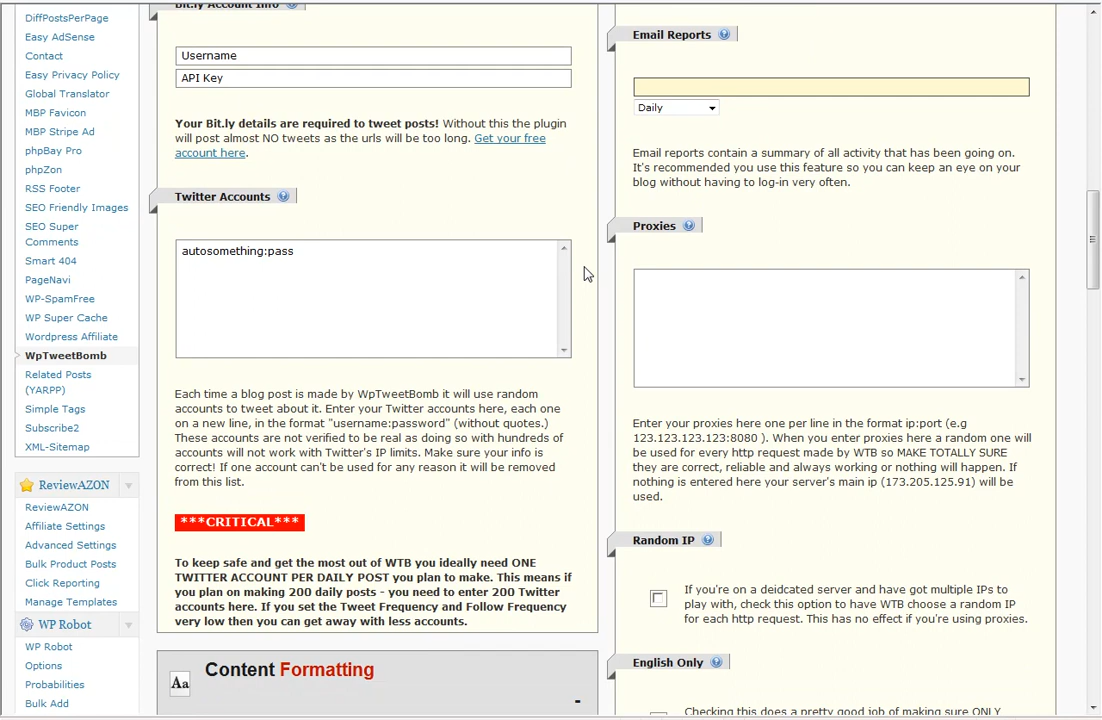 DiffPostsPerPage
Easy AdSense
Contact
Easy Privacy Policy
Global Translator
MBP Favicon
MBP Stripe Ad
phpBay Pro
phpZon
RSS Footer
SEO Friendly Images
SEO Super
Comments
Smart 404
PageNavi
WP-SpamFree
WP Super Cache
Wordpress Affiliate
WpTweetBomb
Related Posts
(YARPP)
Simple Tags
Subscribe2
XML-Sitemap
ReviewAZON
ReviewAZON
Affiliate Settings
Advanced Settings
Bulk Product Posts
Click Reporting
Manage Templates
WP Robot
WP Robot
Options
Probabilities
Bulk Add
Bit.ly Account Info
Username
API Key
Your Bit.ly details are required to tweet posts! Without this the plugin
will post almost NO tweets as the urls will be too long. Get your free
account here.
Twitter Accounts
autosomething:pass
Each time a blog post is made by WpTweetBomb it will use random
accounts to tweet about it. Enter your Twitter accounts here, each one
on a new line, in the format "username:password" (without quotes.)
These accounts are not verified to be real as doing so with hundreds of
accounts will not work with Twitter's IP limits. Make sure your info is
correct! If one account can't be used for any reason it will be removed
from this list.
***CRITICAL***
To keep safe and get the most out of WTB you ideally need ONE
TWITTER ACCOUNT PER DAILY POST you plan to make. This means if
you plan on making 200 daily posts - you need to enter 200 Twitter
accounts here. If you set the Tweet Frequency and Follow Frequency
very low then you can get away with less accounts.
Aa
Content Formatting
-
Email Reports
Daily
Email reports contain a summary of all activity that has been going on.
It's recommended you use this feature so you can keep an eye on your
blog without having to log-in very often.
Proxies
Enter your proxies here one per line in the format ip:port (e.g
123.123.123.123:8080 ). When you enter proxies here a random one will
be used for every http request made by WTB so MAKE TOTALLY SURE
they are correct, reliable and always working or nothing will happen. If
nothing is entered here your server's main ip (173.205.125.91) will be
used.
Random IP
If you're on a deidcated server and have got multiple IPs to
play with, check this option to have WTB choose a random IP
for each http request. This has no effect if you're using proxies.
English Only
Checking this does a pretty good job of making sure ONLY